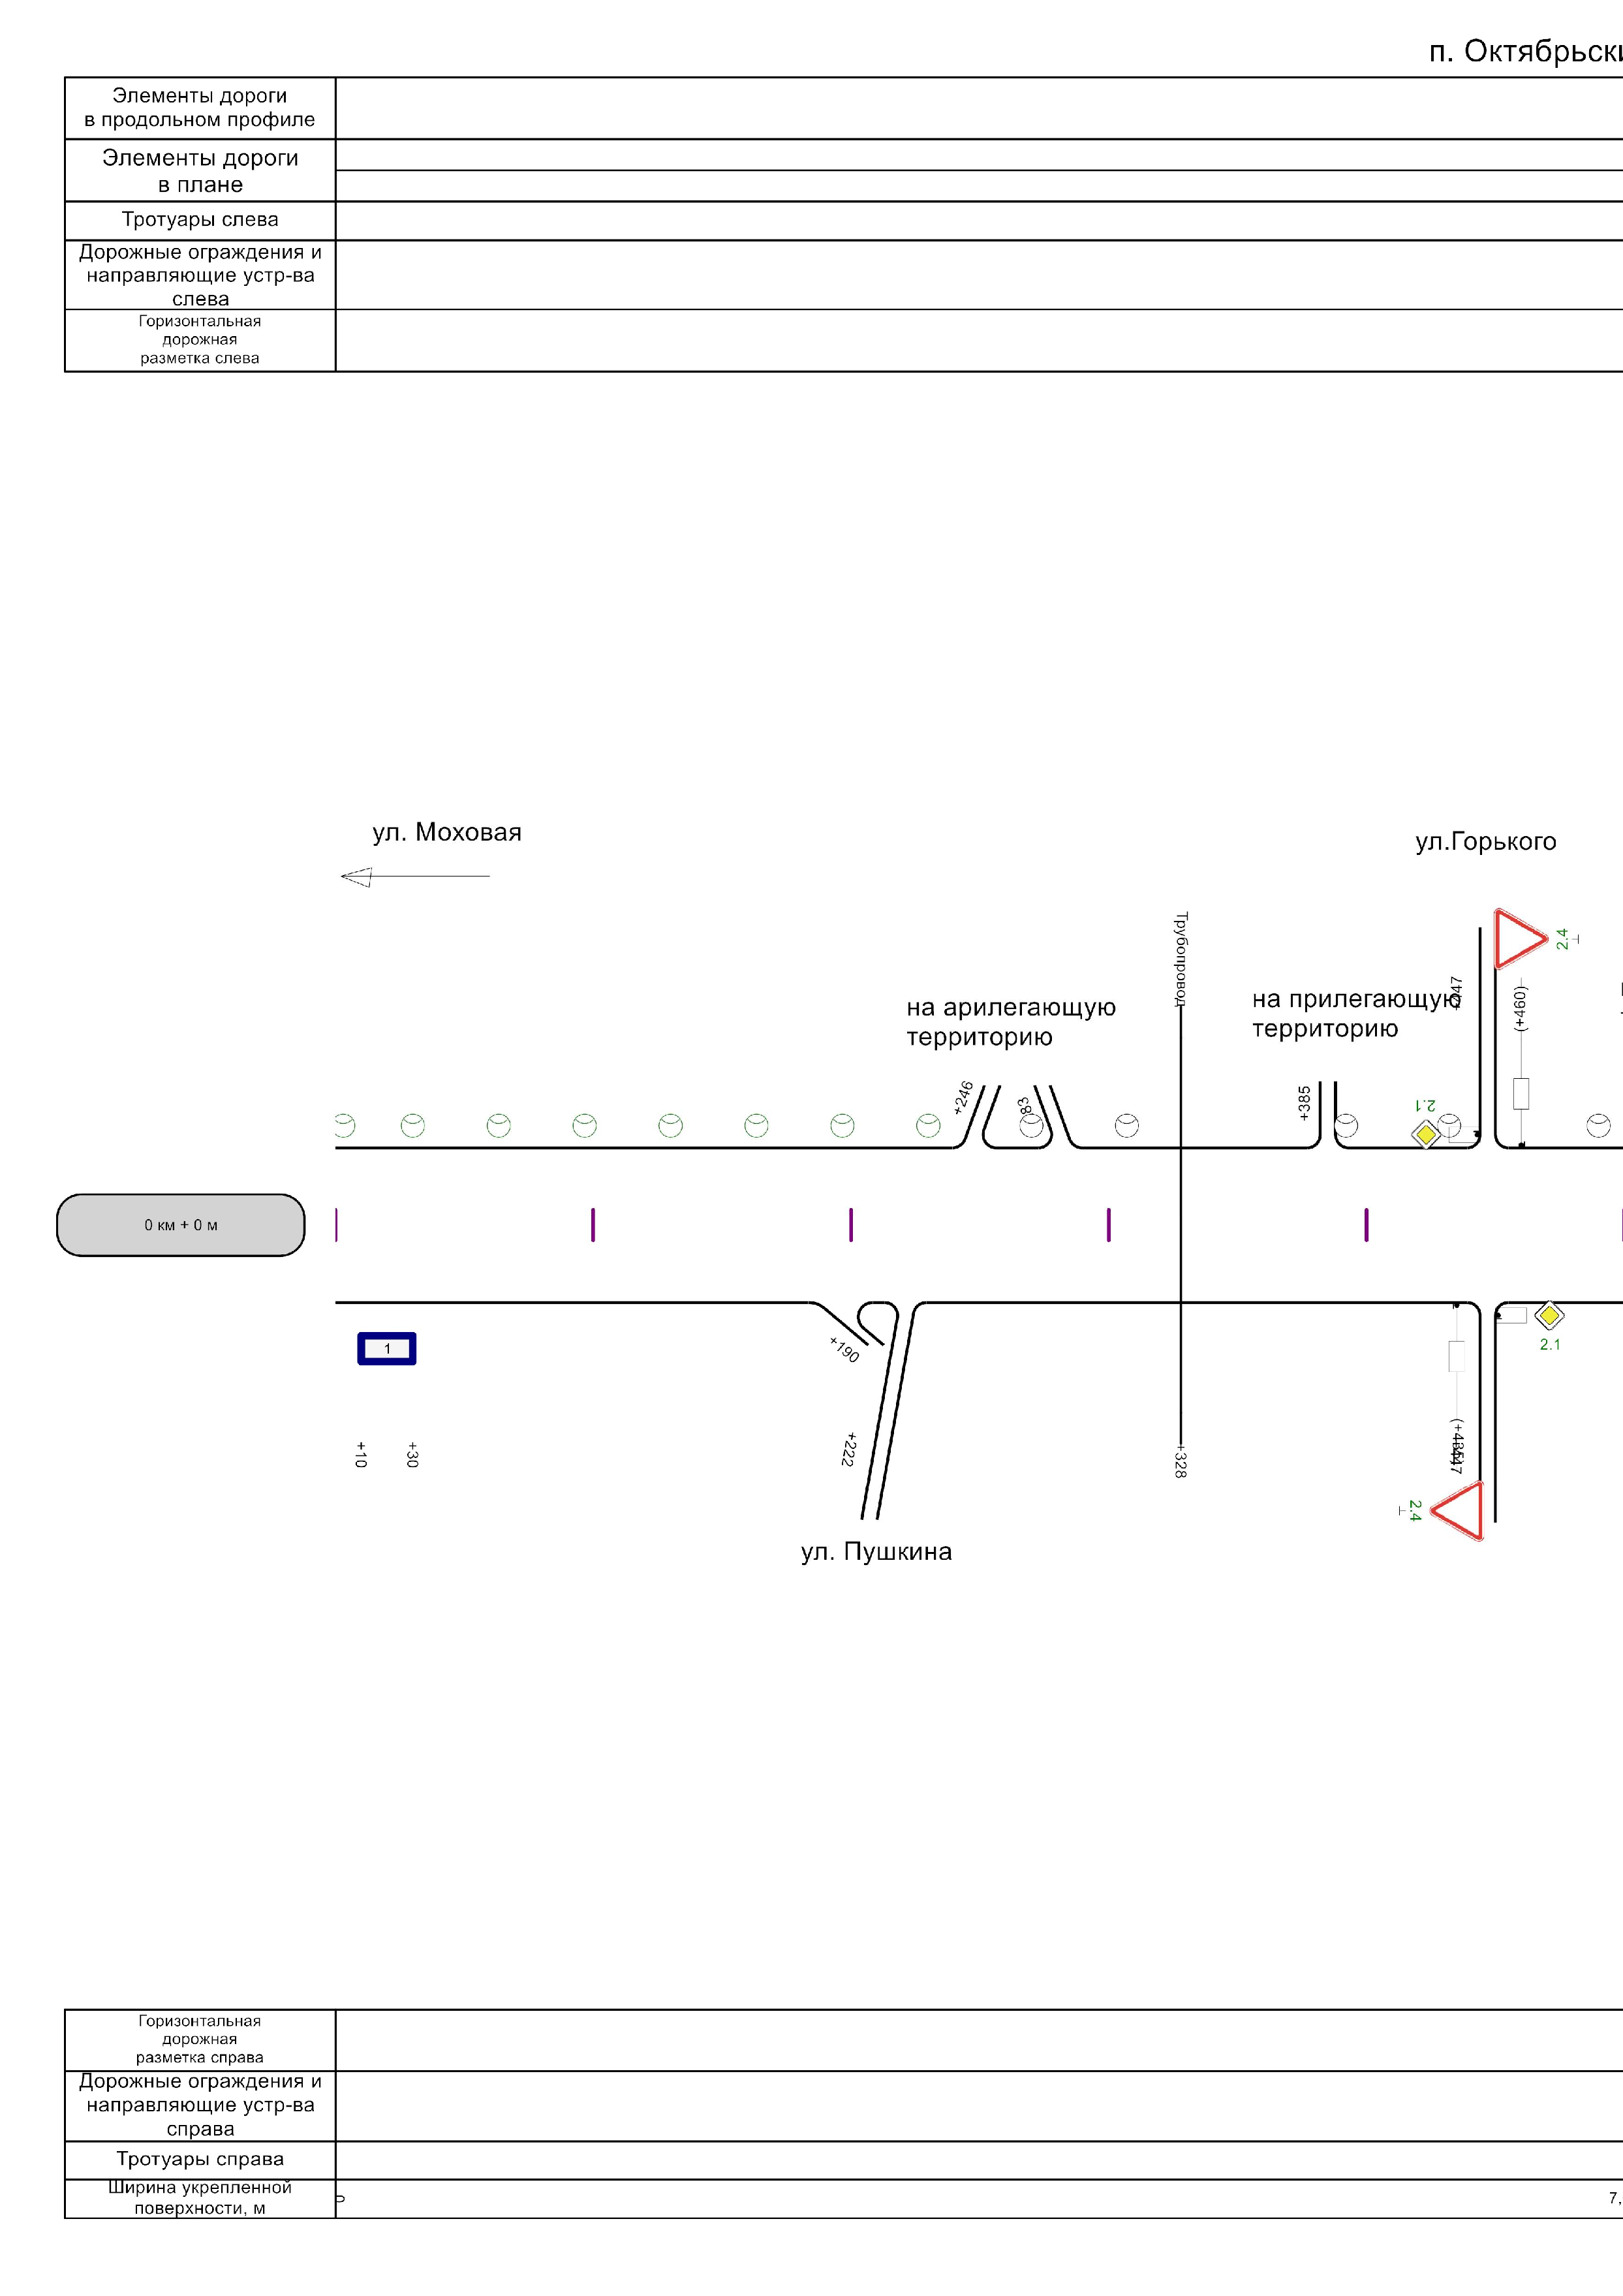 п. Октябрьски
Элементы дороги
в продольном профиле
Элементы дороги
в плане
Тротуары слева
Дорожные ограждения и
направляющие устр-ва
слева
Горизонтальная
дорожная
разметка слева
ул. Моховая
ул.Горького
2.4
Трубопровод
на арилегающую
территорию
на прилегающую
территорию
(+460)
+246
+385
2.1
0 км + 0 м
1
2.1
+190
+10
+30
+222
+328
2.4
ул. Пушкина
Горизонтальная
дорожная
разметка справа
Дорожные ограждения и
направляющие устр-ва
справа
Тротуары справа
Ширина укрепленной
поверхности, м
7,